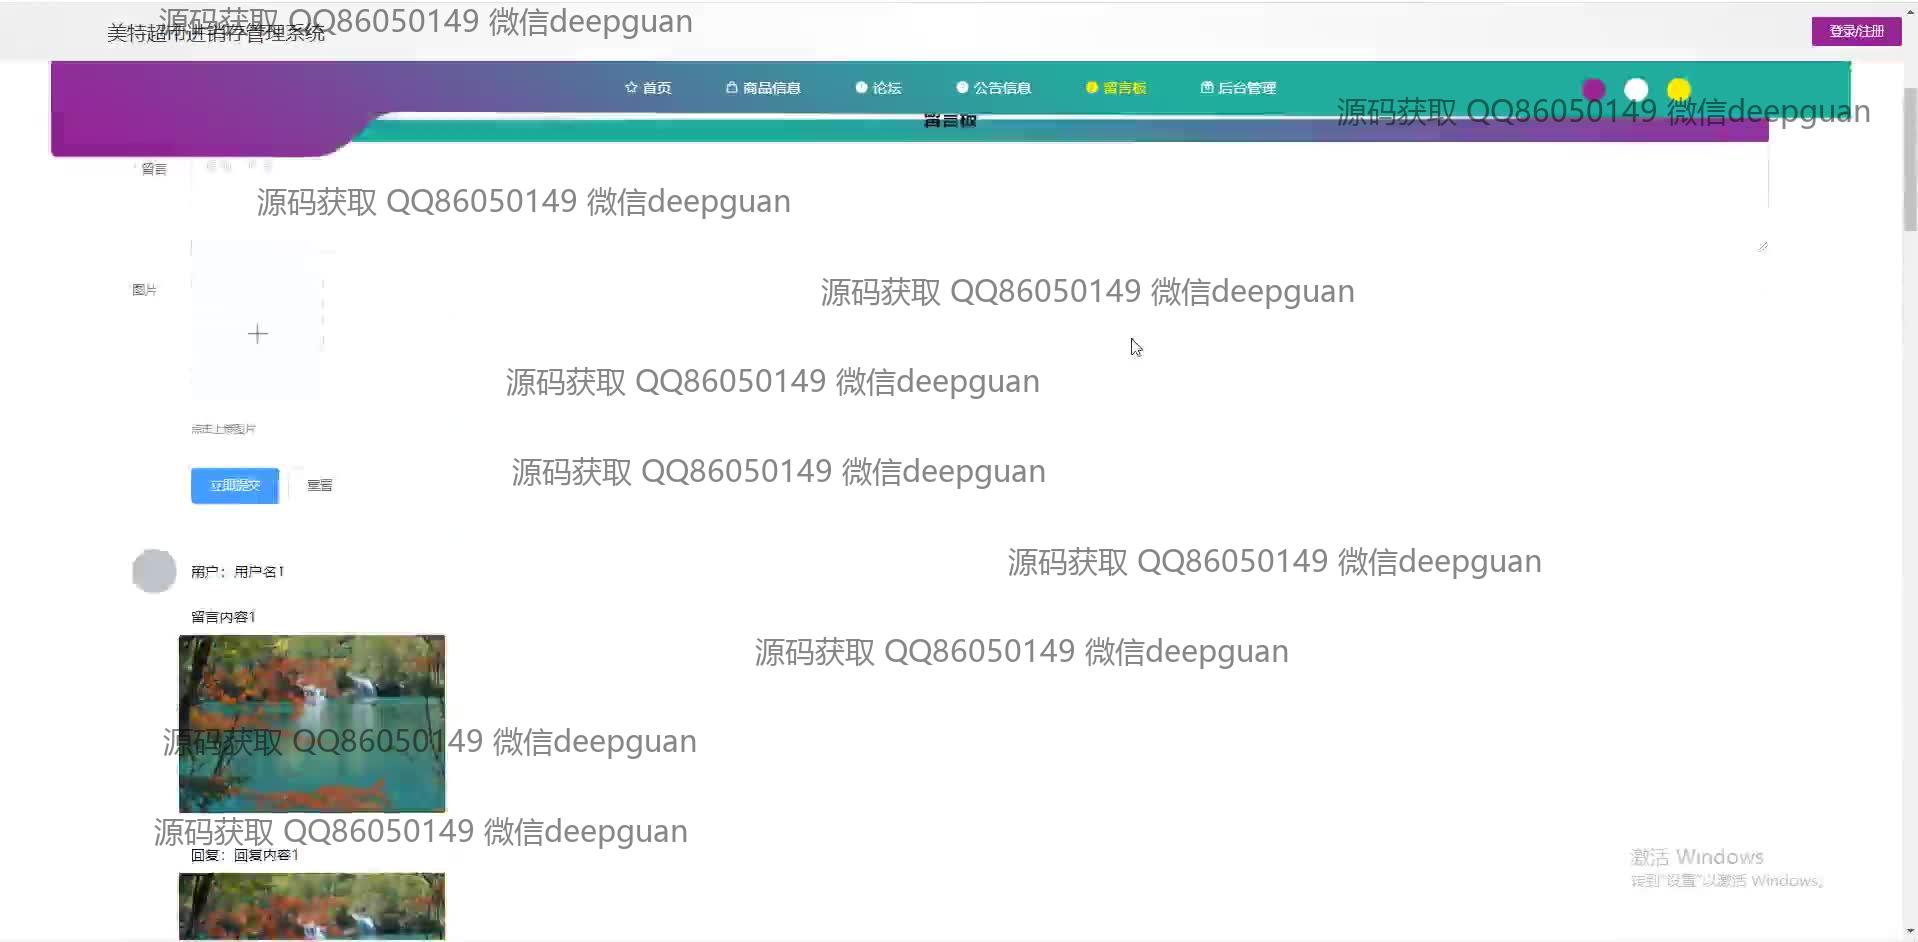 源码获取 QQ86050149 微信deepguan
美特超市进销存管理系统
登录/注册
首页
商品信息
论坛
公告信息
留言板
后台管理
源码获取 QQ86050149 微信deepguan
留言板
留言
源码获取 QQ86050149 微信deepguan
图片
源码获取 QQ86050149 微信deepguan
源码获取 QQ86050149 微信deepguan
点击上传图片
源码获取 QQ86050149 微信deepguan
立即提交
重置
源码获取 QQ86050149 微信deepguan
用户：用户名1
留言内容1
源码获取 QQ86050149 微信deepguan
源码获取 QQ86050149 微信deepguan
源码获取 QQ86050149 微信deepguan
回复：回复内容1
激活 Windows
转到"设置"以激活 Windows。